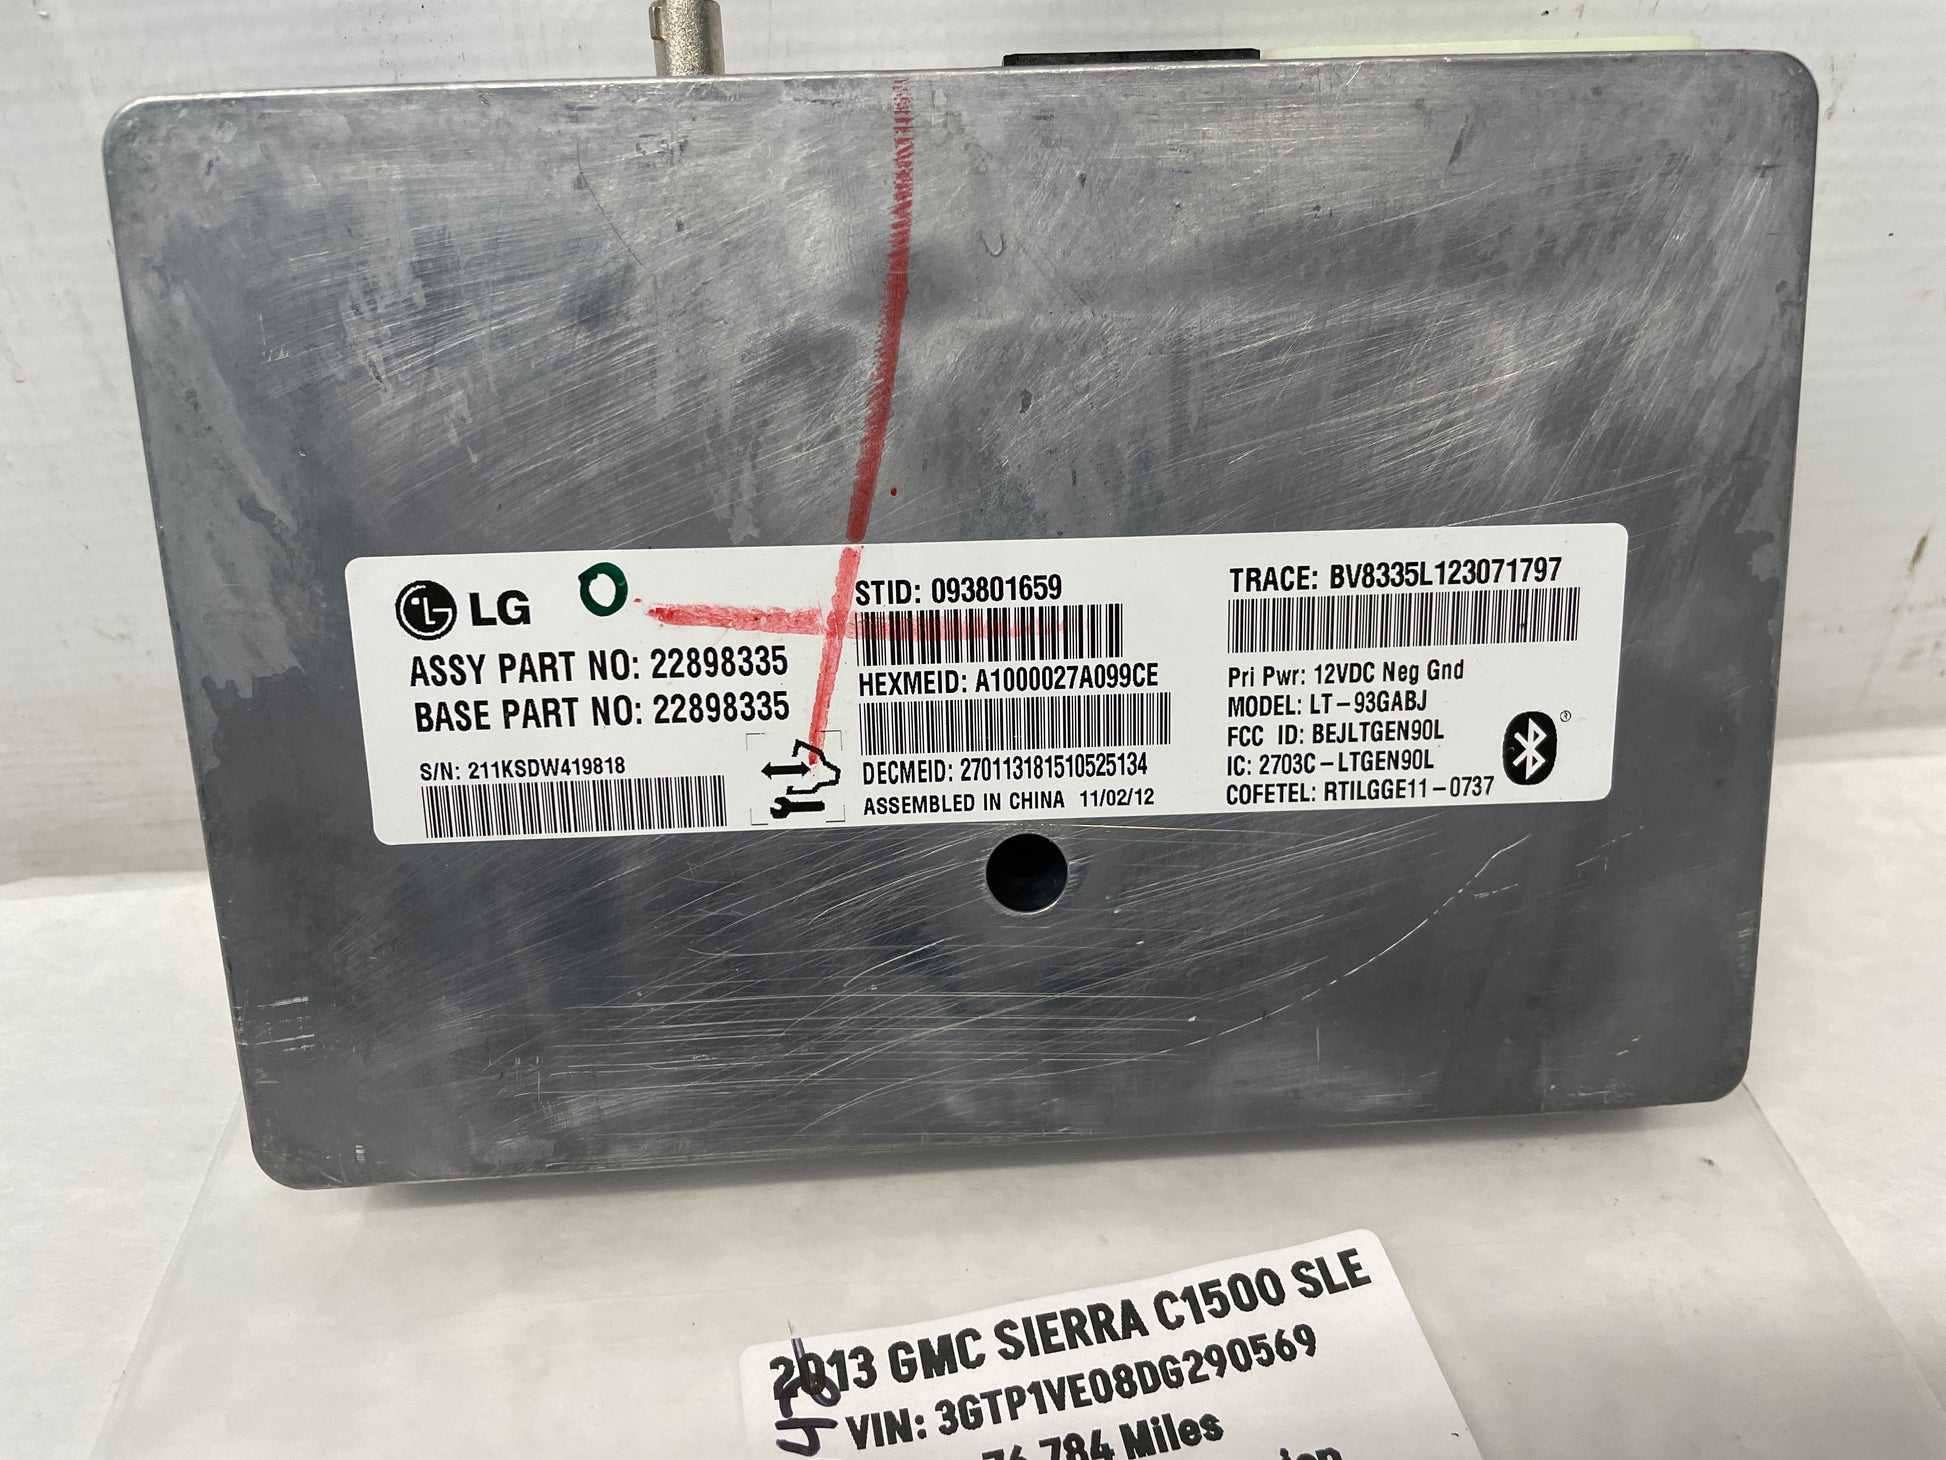 LG
ASSY PART NO: 22898335
BASE PART NO: 22898335
S/N: 211KSDW419818
STID: 093801659
HEXMEID: A1000027A099CE
DECMEID: 270113181510525134
ASSEMBLED IN CHINA 11/02/12
TRACE: BV8335L123071797
Pri Pwr: 12VDC Neg Gnd
MODEL: LT-93GABJ
FCC ID: BEJLTGEN90L
IC: 2703C-LTGEN90L
COFETEL: RTILGGE11-0737
®
2013 GMC SIERRA C1500 SLE
VIN: 3GTP1VE08DG290569
76,784 Miles